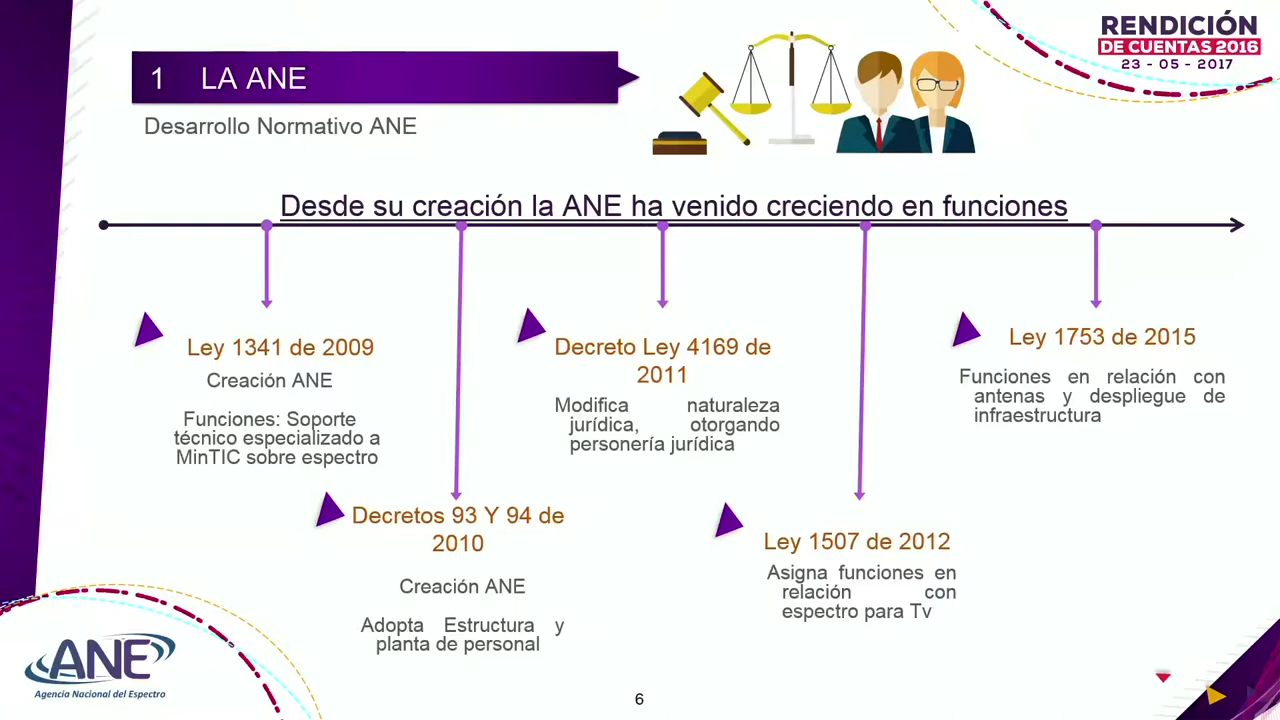 RENDICIÓN
DE CUENTAS 2016
23 - 05 - 2017
1 LA ANE
Desarrollo Normativo ANE
Desde su creación la ANE ha venido creciendo en funciones
Ley 1341 de 2009
Creación ANE
Funciones: Soporte
técnico especializado a
MinTIC sobre espectro
Decretos 93 Y 94 de
2010
Creación ANE
Adopta Estructura y
planta de personal
Decreto Ley 4169 de
2011
Modifica naturaleza
jurídica, otorgando
personería jurídica
Ley 1507 de 2012
Asigna funciones en
relación con
espectro para Tv
Ley 1753 de 2015
Funciones en relación con
antenas y despliegue de
infraestructura
ANE
Agencia Nacional del Espectro
6